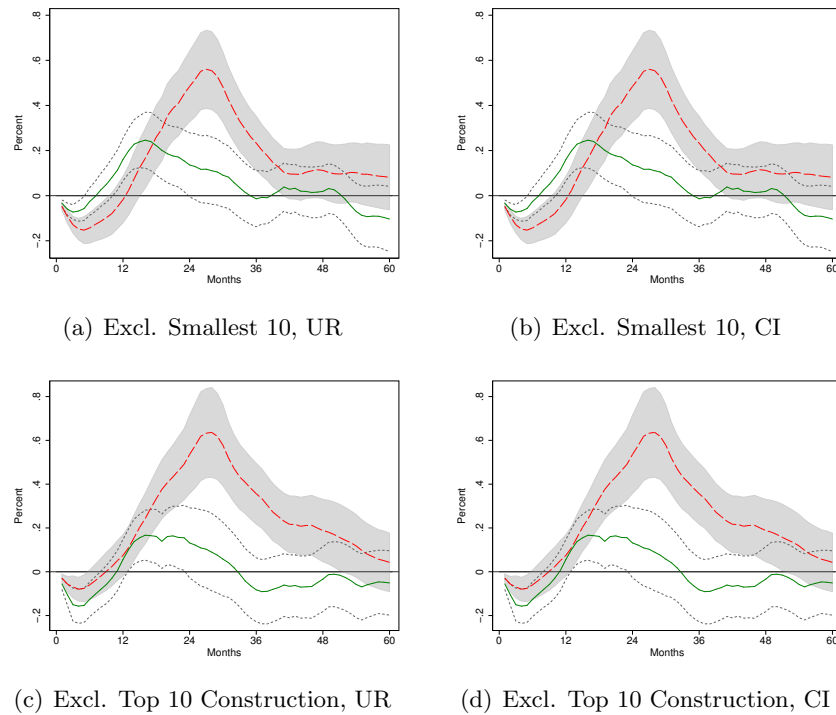 .8
.6
.4
.2
0
-.2
Percent
0 12 24 36 48 60
Months
(a) Excl. Smallest 10, UR
.8
.6
.4
.2
0
-.2
Percent
0 12 24 36 48 60
Months
(b) Excl. Smallest 10, CI
.8
.6
.4
.2
0
-.2
Percent
0 12 24 36 48 60
Months
(c) Excl. Top 10 Construction, UR
.8
.6
.4
.2
0
-.2
Percent
0 12 24 36 48 60
Months
(d) Excl. Top 10 Construction, CI